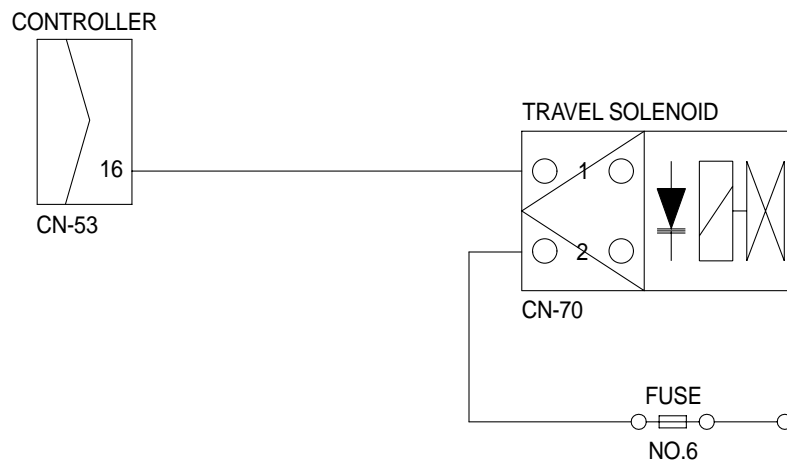 CONTROLLER
TRAVEL SOLENOID
16
1
CN-53
2
CN-70
FUSE
NO.6